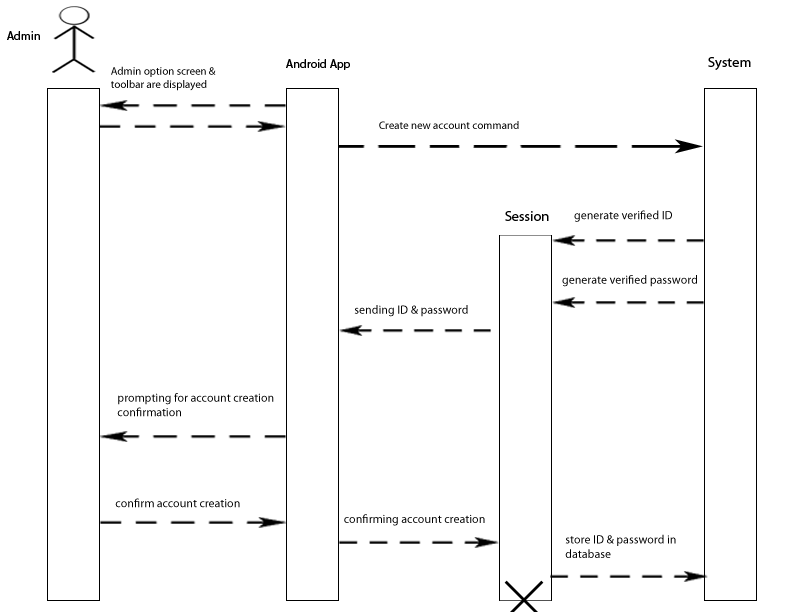 Admin
Android App
System
Admin option screen &
toolbar are displayed
Create new account command
Session
generate verified ID
generate verified password
sending ID & password
prompting for account creation
confirmation
confirm account creation
confirming account creation
store ID & password in
database